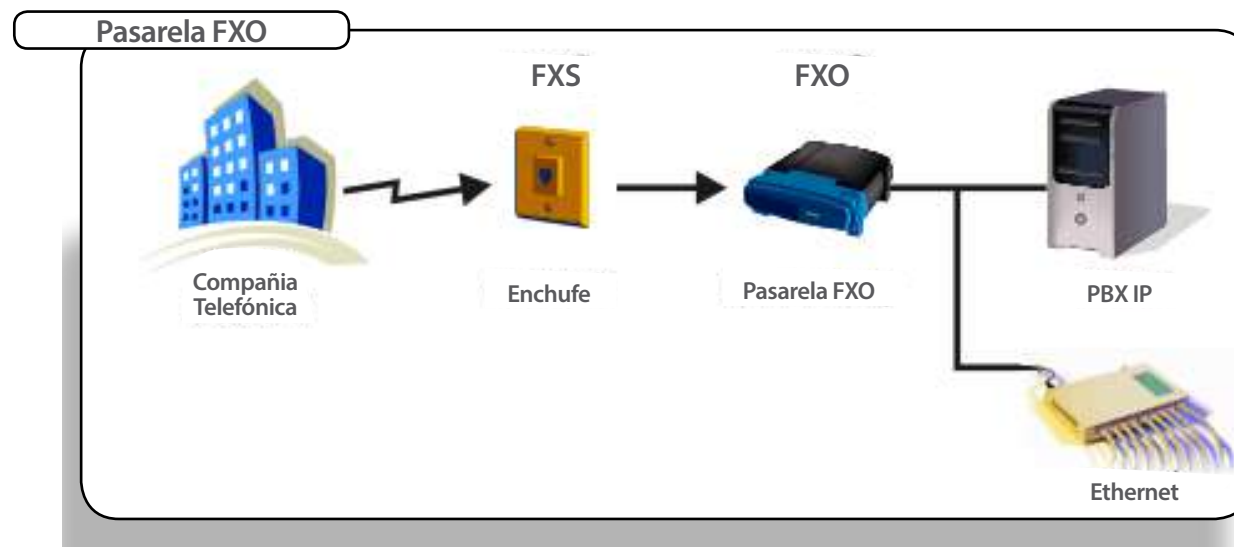 Pasarela FXO
FXS
FXO
Compañia
Telefónica
Enchufe
Pasarela FXO
PBX IP
Ethernet